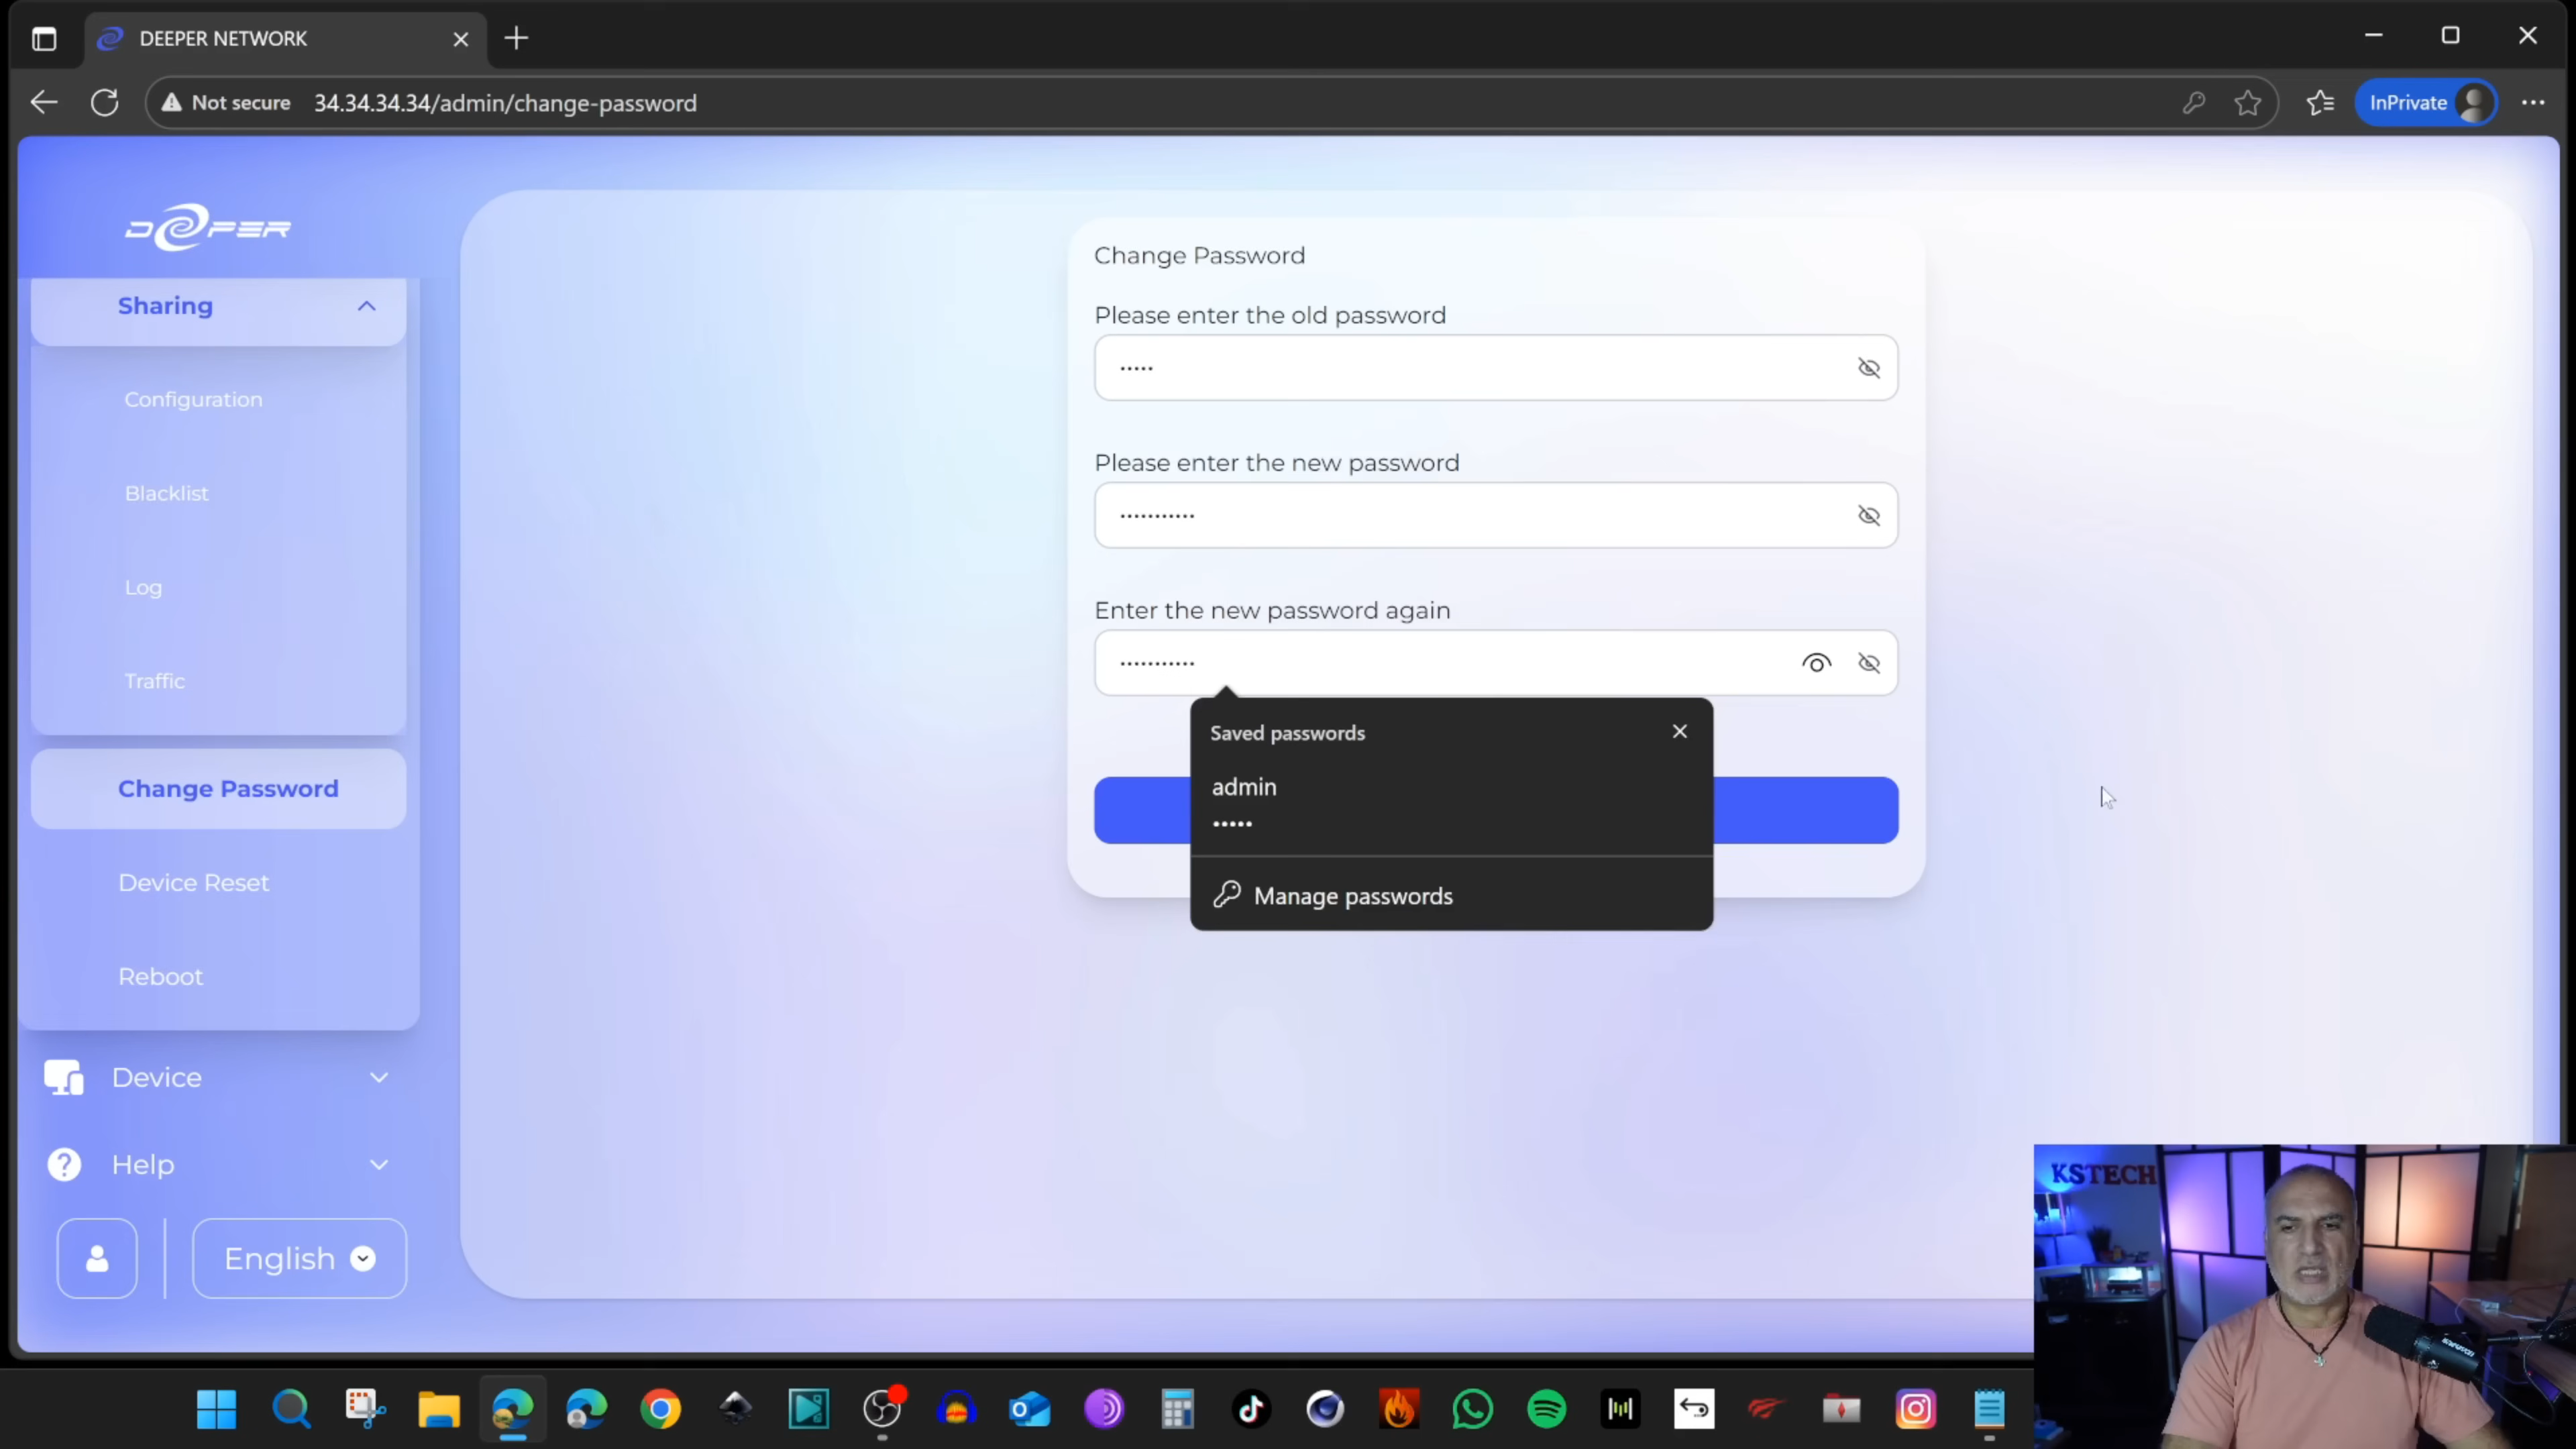 DEEPER NETWORK
Not secure
34.34.34.34/admin/change-password
InPrivate
DEEPER
Sharing
Configuration
Blacklist
Log
Traffic
Change Password
Device Reset
Reboot
Device
Help
English
Change Password
Please enter the old password
•••••
Please enter the new password
•••••••••••
Enter the new password again
•••••••••••
Saved passwords
admin
•••••
Manage passwords
KSTECH